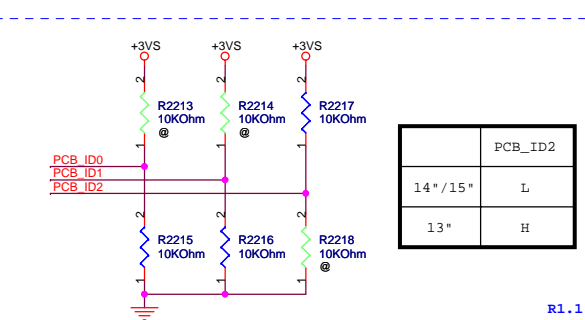 +3VS +3VS +3VS
2 2 2
R2213 R2214 R2217
10KOhm 10KOhm 10KOhm
@ @
1 1 1
PCB_ID0
PCB_ID1
PCB_ID2
2 2 2
R2215 R2216 R2218
10KOhm 10KOhm 10KOhm
@
1 1 1
PCB_ID2
14"/15" L
13" H
R1.1